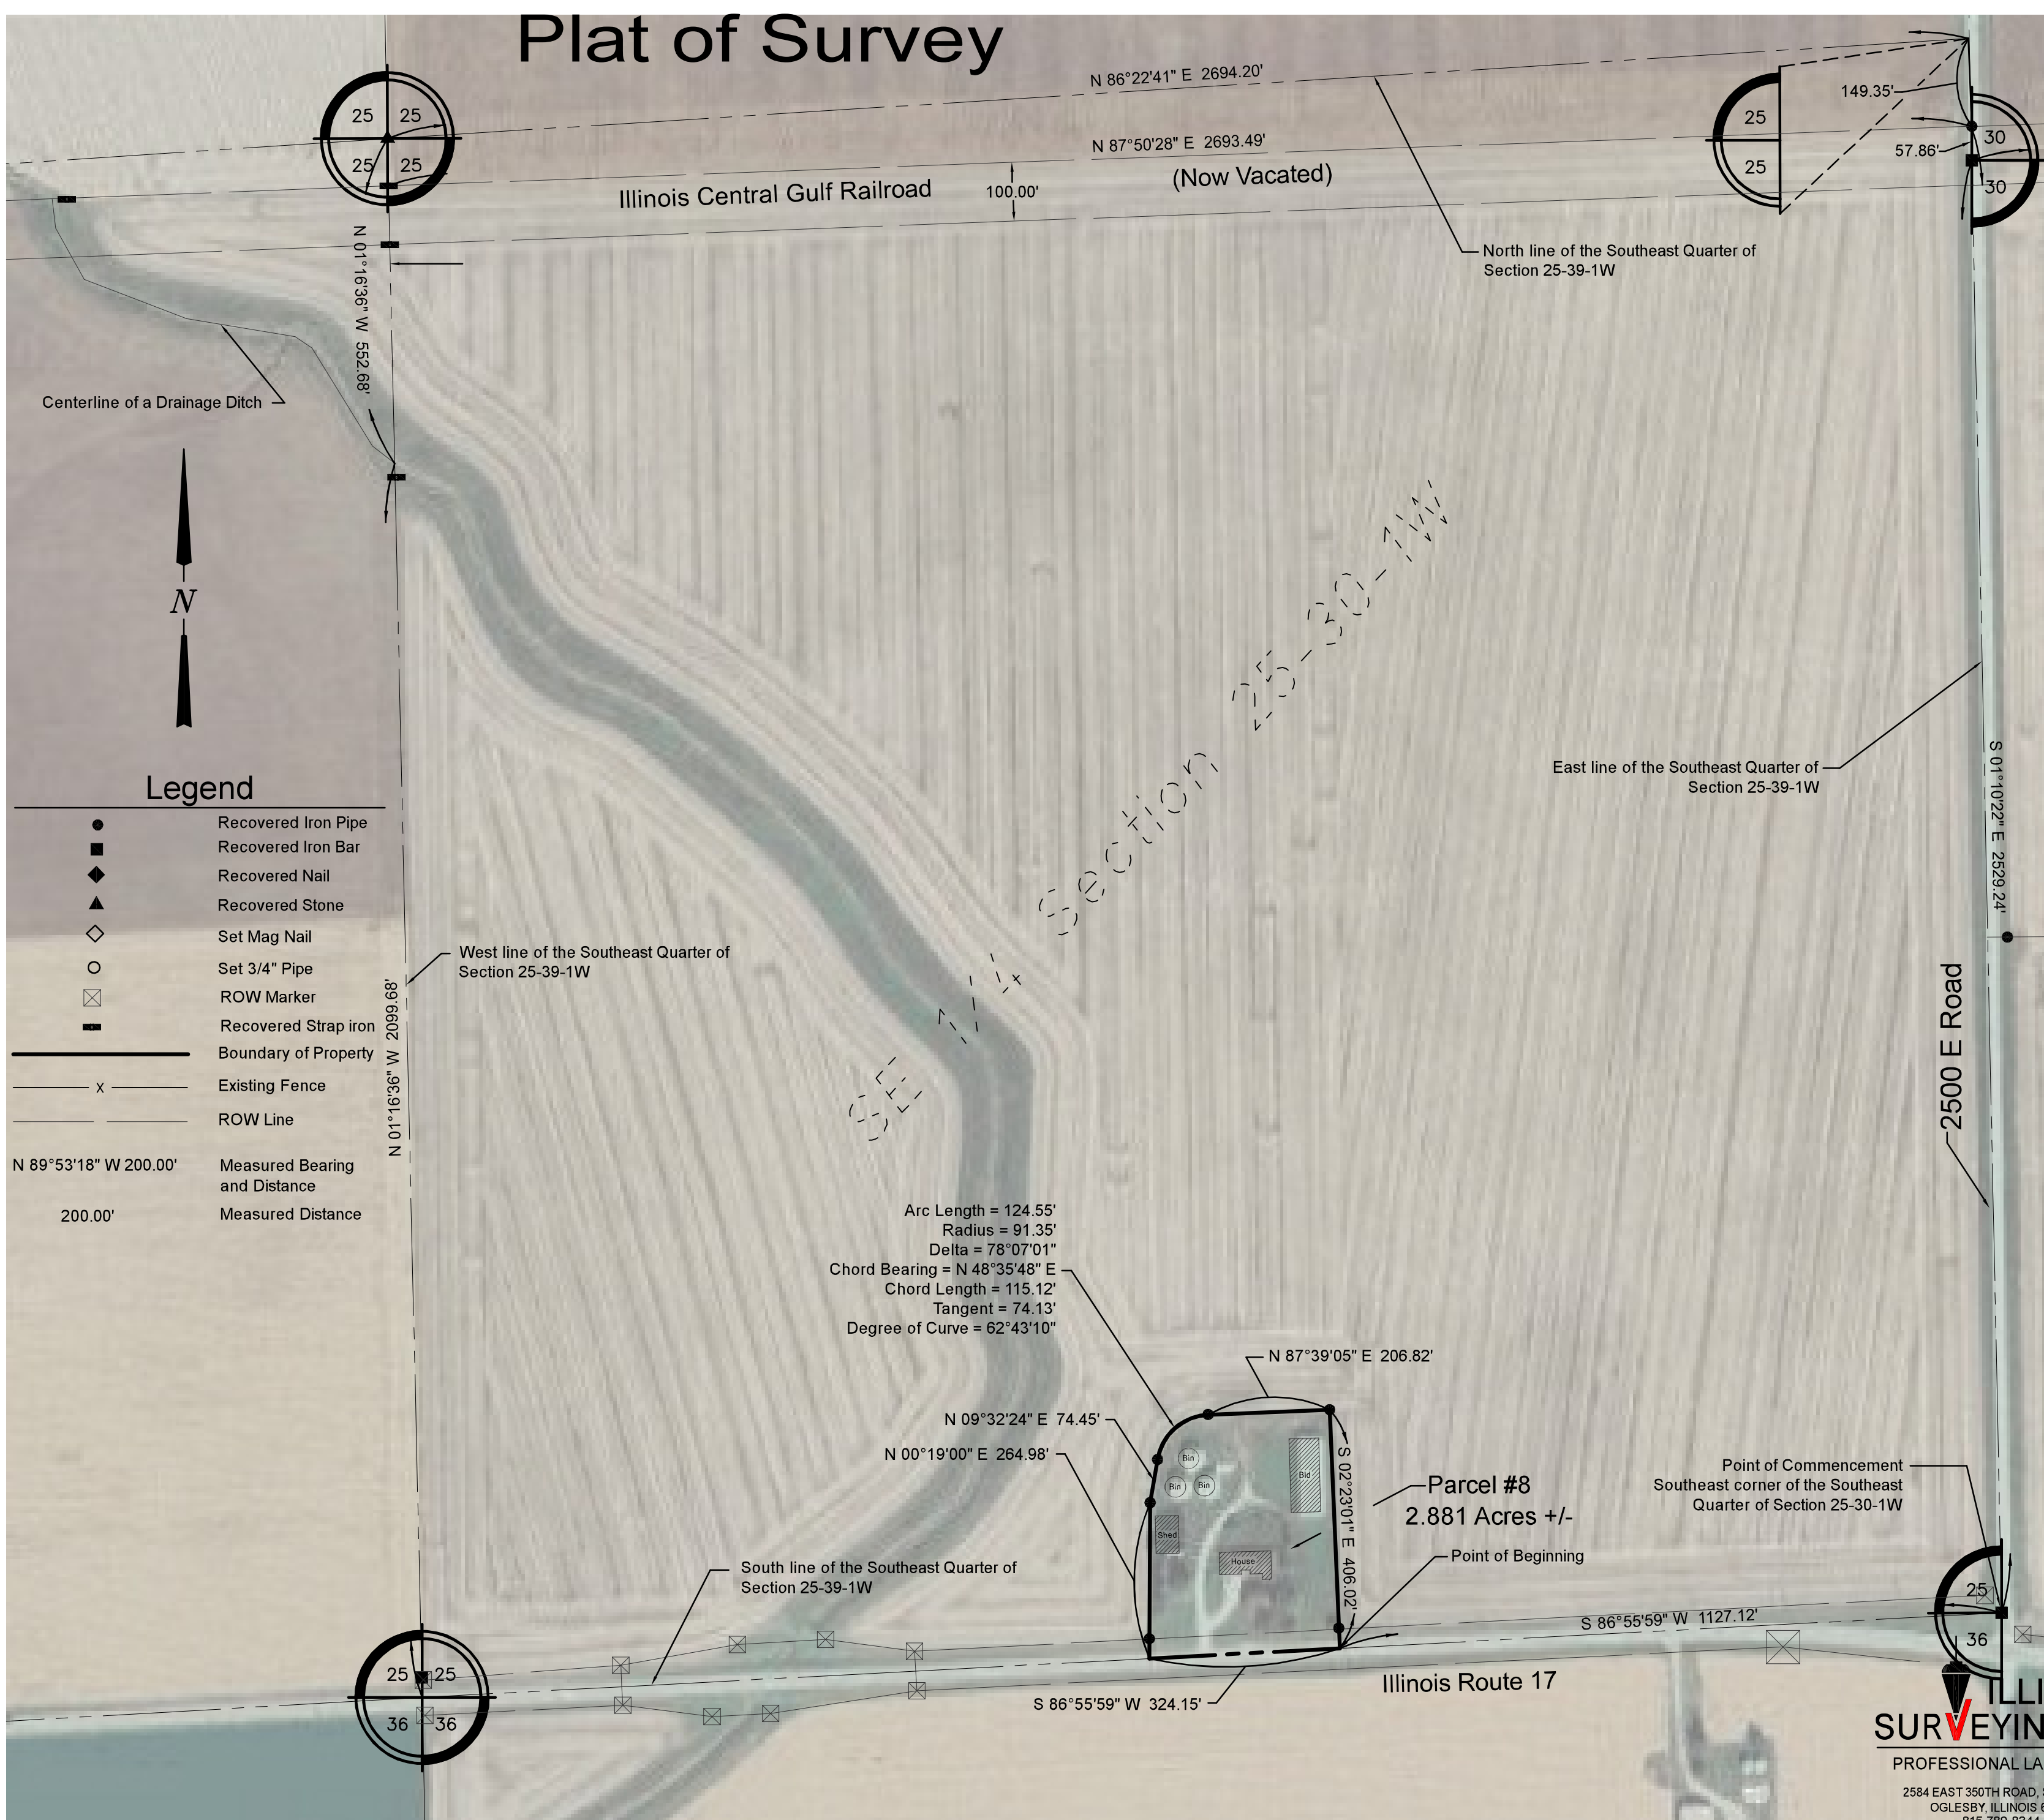 Plat of Survey
N 86°22'41" E 2694.20'
25 25
25 25
N 87°50'28" E 2693.49'
Illinois Central Gulf Railroad
100.00'
(Now Vacated)
149.35'
57.86'
25
25
30
30
North line of the Southeast Quarter of
Section 25-39-1W
N 01°16'36" W 552.68'
Centerline of a Drainage Ditch
N
SE 1/4 Section 25-30-1W
East line of the Southeast Quarter of
Section 25-39-1W
S 01°10'22" E 2529.24'
2500 E Road
Legend
Recovered Iron Pipe
Recovered Iron Bar
Recovered Nail
Recovered Stone
Set Mag Nail
Set 3/4" Pipe
ROW Marker
Recovered Strap iron
Boundary of Property
x Existing Fence
ROW Line
N 89°53'18" W 200.00' Measured Bearing
and Distance
200.00' Measured Distance
West line of the Southeast Quarter of
Section 25-39-1W
N 01°16'36" W 2099.68'
Arc Length = 124.55'
Radius = 91.35'
Delta = 78°07'01"
Chord Bearing = N 48°35'48" E
Chord Length = 115.12'
Tangent = 74.13'
Degree of Curve = 62°43'10"
N 87°39'05" E 206.82'
N 09°32'24" E 74.45'
N 00°19'00" E 264.98'
S 02°23'01" E 406.02'
Bin
Bin Bin
Bld
Shed
House
Parcel #8
2.881 Acres +/-
Point of Beginning
Point of Commencement
Southeast corner of the Southeast
Quarter of Section 25-30-1W
South line of the Southeast Quarter of
Section 25-39-1W
S 86°55'59" W 1127.12'
25
36
25 25
36 36
S 86°55'59" W 324.15'
Illinois Route 17
ILLI
SURVEYIN
PROFESSIONAL LA
2584 EAST 350TH ROAD
OGLESBY, ILLINOIS